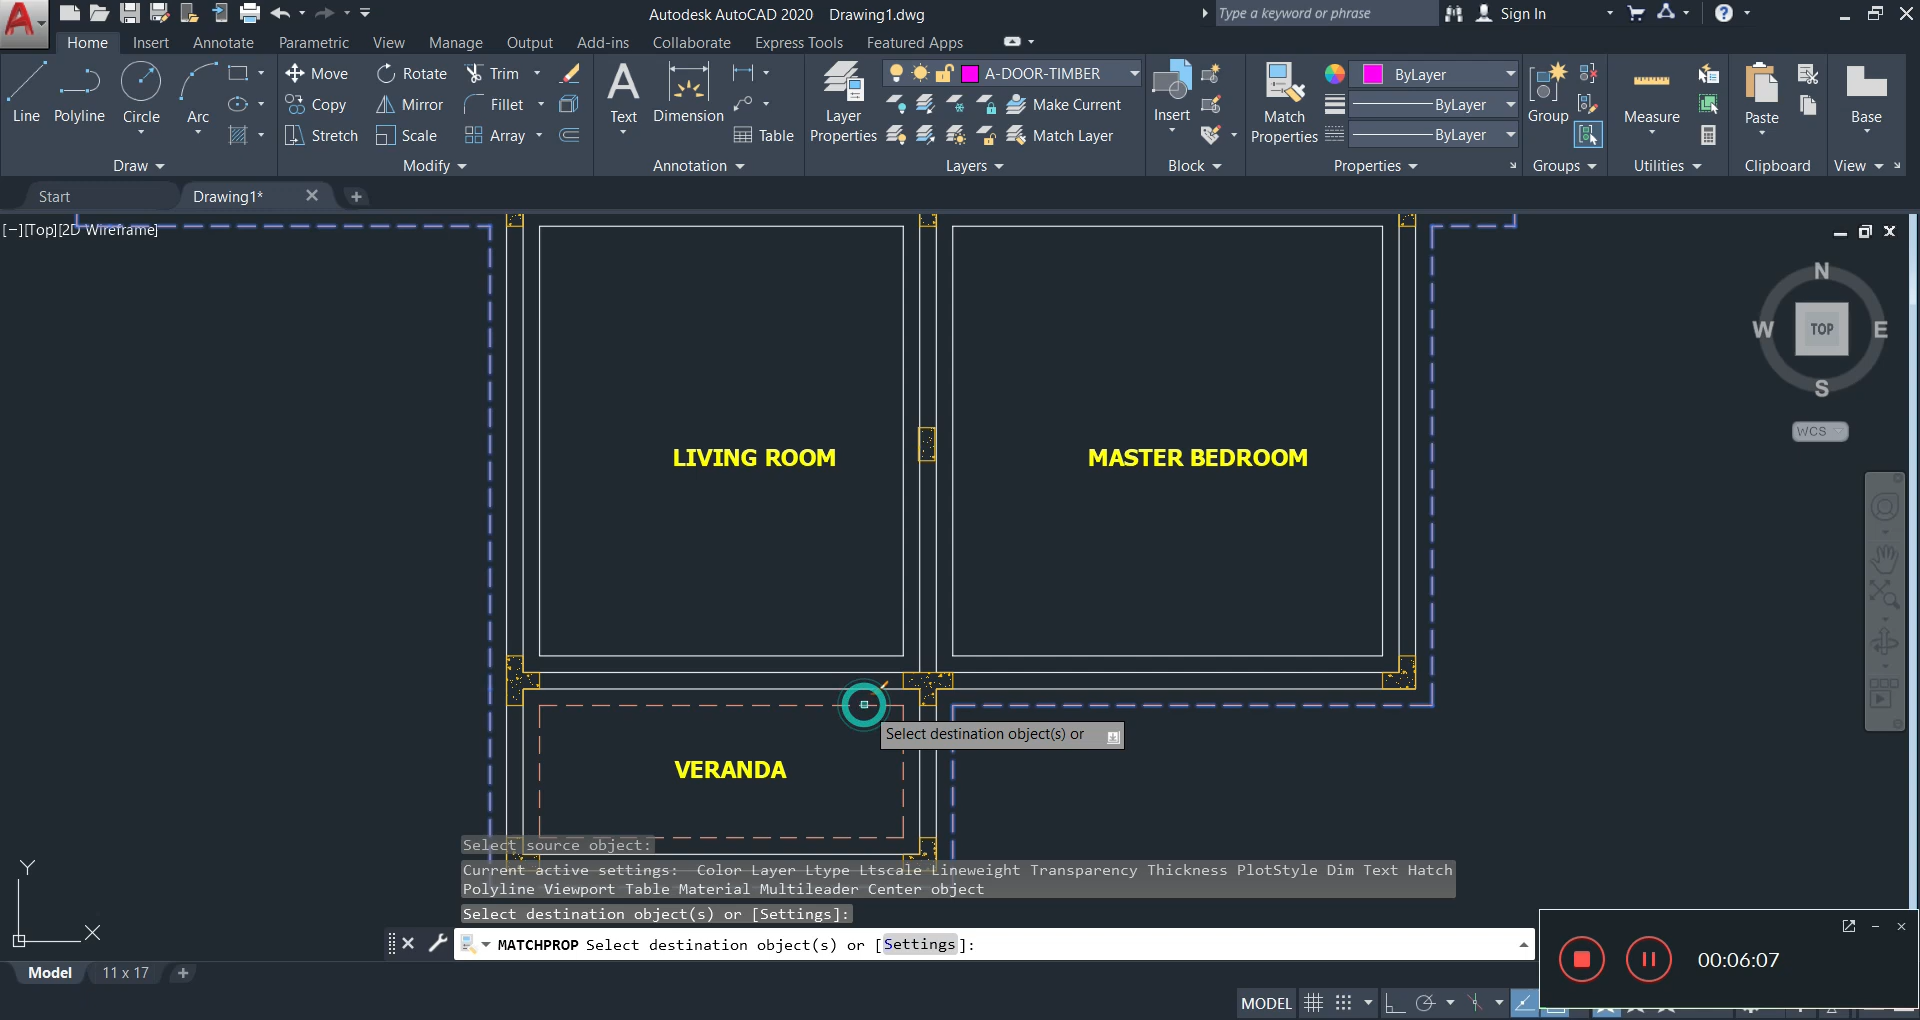 Autodesk AutoCAD 2020 Drawing1.dwg Type a keyword or phrase Sign In
Home Insert Annotate Parametric View Manage Output Add-ins Collaborate Express Tools Featured Apps
Line Polyline Circle Arc
Move Rotate Trim
Copy Mirror Fillet
Stretch Scale Array
Text Dimension Table
Layer Properties
A-DOOR-TIMBER
Make Current
Match Layer
Insert
Match Properties
ByLayer
ByLayer
ByLayer
Group Measure Paste Base
Draw Modify Annotation Layers Block Properties Groups Utilities Clipboard View
Start Drawing1*
[−][Top][2D Wireframe]
N
W TOP E
S
WCS
LIVING ROOM
MASTER BEDROOM
Select destination object(s) or
VERANDA
Select source object:
Current active settings: Color Layer Ltype Ltscale Lineweight Transparency Thickness PlotStyle Dim Text Hatch
Polyline Viewport Table Material Multileader Center object
Select destination object(s) or [Settings]:
MATCHPROP Select destination object(s) or [Settings]:
Y
X
Model 11 x 17
00:06:07
MODEL